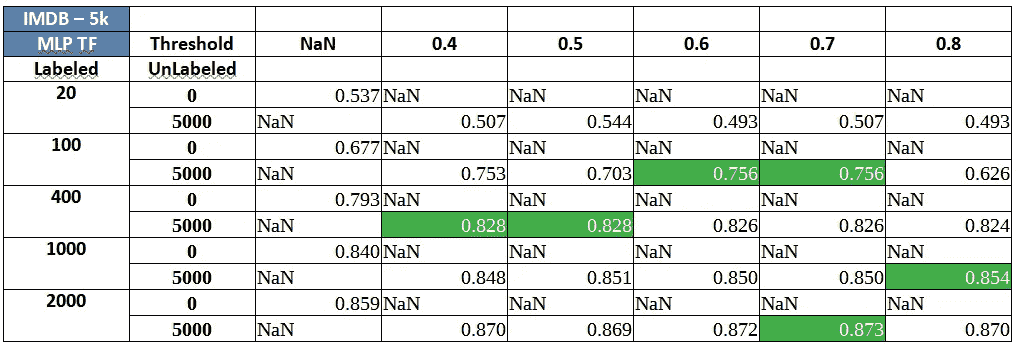 IMDB – 5k
MLP TF Threshold NaN 0.4 0.5 0.6 0.7 0.8
Labeled UnLabeled
20 0 0.537 NaN NaN NaN NaN NaN
5000 NaN 0.507 0.544 0.493 0.507 0.493
100 0 0.677 NaN NaN NaN NaN NaN
5000 NaN 0.753 0.703 0.756 0.756 0.626
400 0 0.793 NaN NaN NaN NaN NaN
5000 NaN 0.828 0.828 0.826 0.826 0.824
1000 0 0.840 NaN NaN NaN NaN NaN
5000 NaN 0.848 0.851 0.850 0.850 0.854
2000 0 0.859 NaN NaN NaN NaN NaN
5000 NaN 0.870 0.869 0.872 0.873 0.870